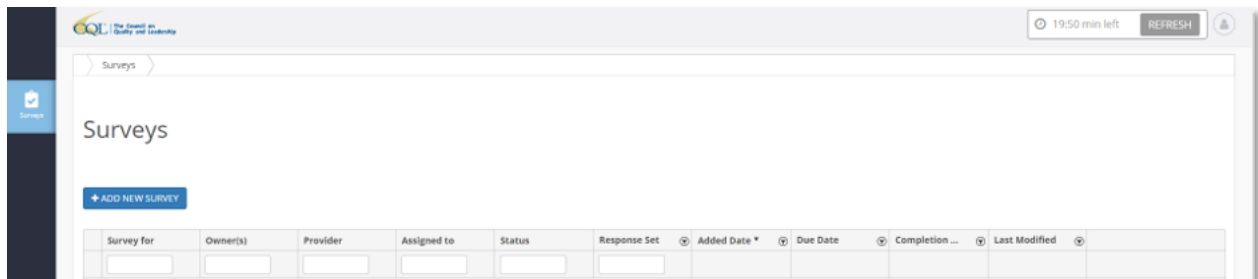 CQL The Council on
Quality and Leadership
19:50 min left REFRESH
Surveys
Surveys
Surveys
+ ADD NEW SURVEY
Survey for Owner(s) Provider Assigned to Status Response Set Added Date * Due Date Completion ... Last Modified